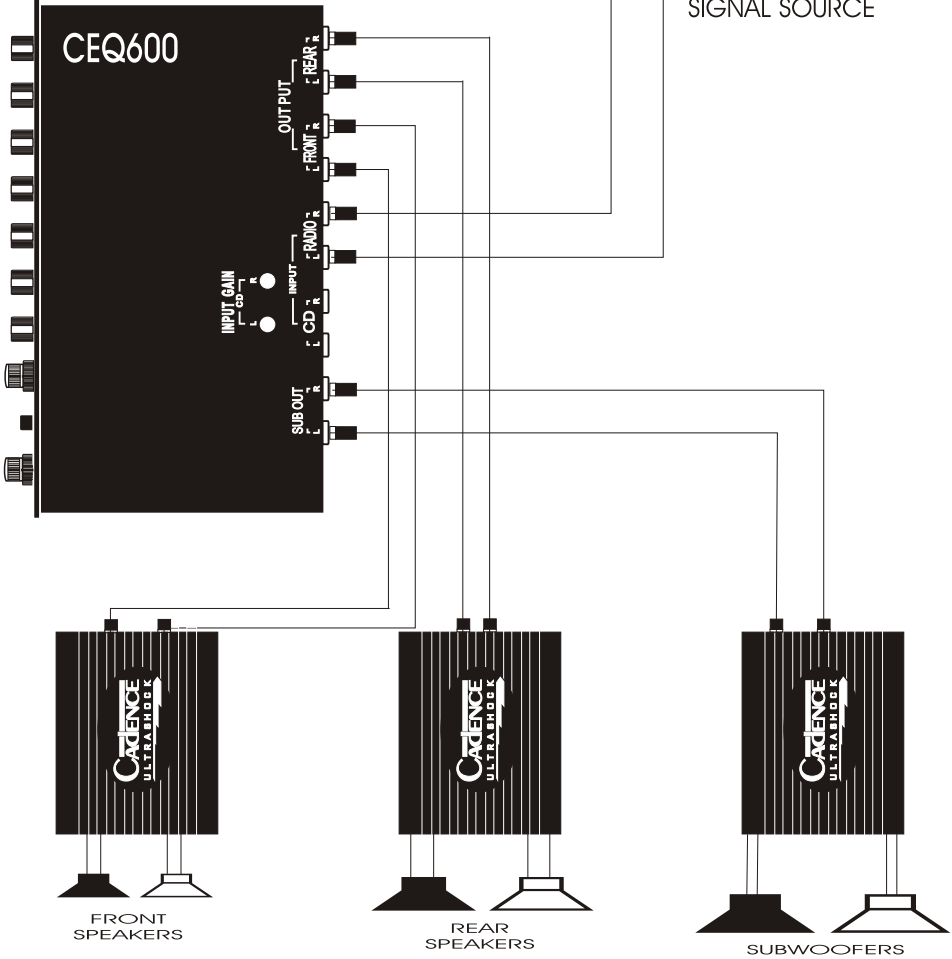 SIGNAL SOURCE
CEQ600
OUTPUT
REAR
L R
FRONT
L R
INPUT
RADIO
L R
CD
L R
INPUT GAIN
CD
L R
SUB OUT
L R
CADENCE
ULTRASHOCK
CADENCE
ULTRASHOCK
CADENCE
ULTRASHOCK
FRONT
SPEAKERS
REAR
SPEAKERS
SUBWOOFERS